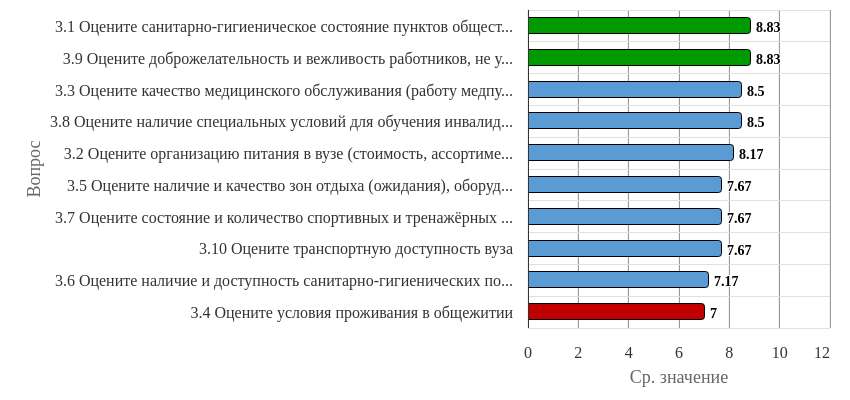 3.1 Оцените санитарно-гигиеническое состояние пунктов общест... 8.83
3.9 Оцените доброжелательность и вежливость работников, не у... 8.83
3.3 Оцените качество медицинского обслуживания (работу медпу... 8.5
3.8 Оцените наличие специальных условий для обучения инвалид... 8.5
3.2 Оцените организацию питания в вузе (стоимость, ассортиме... 8.17
3.5 Оцените наличие и качество зон отдыха (ожидания), оборуд... 7.67
3.7 Оцените состояние и количество спортивных и тренажёрных ... 7.67
3.10 Оцените транспортную доступность вуза 7.67
3.6 Оцените наличие и доступность санитарно-гигиенических по... 7.17
3.4 Оцените условия проживания в общежитии 7
Вопрос
0 2 4 6 8 10 12
Ср. значение